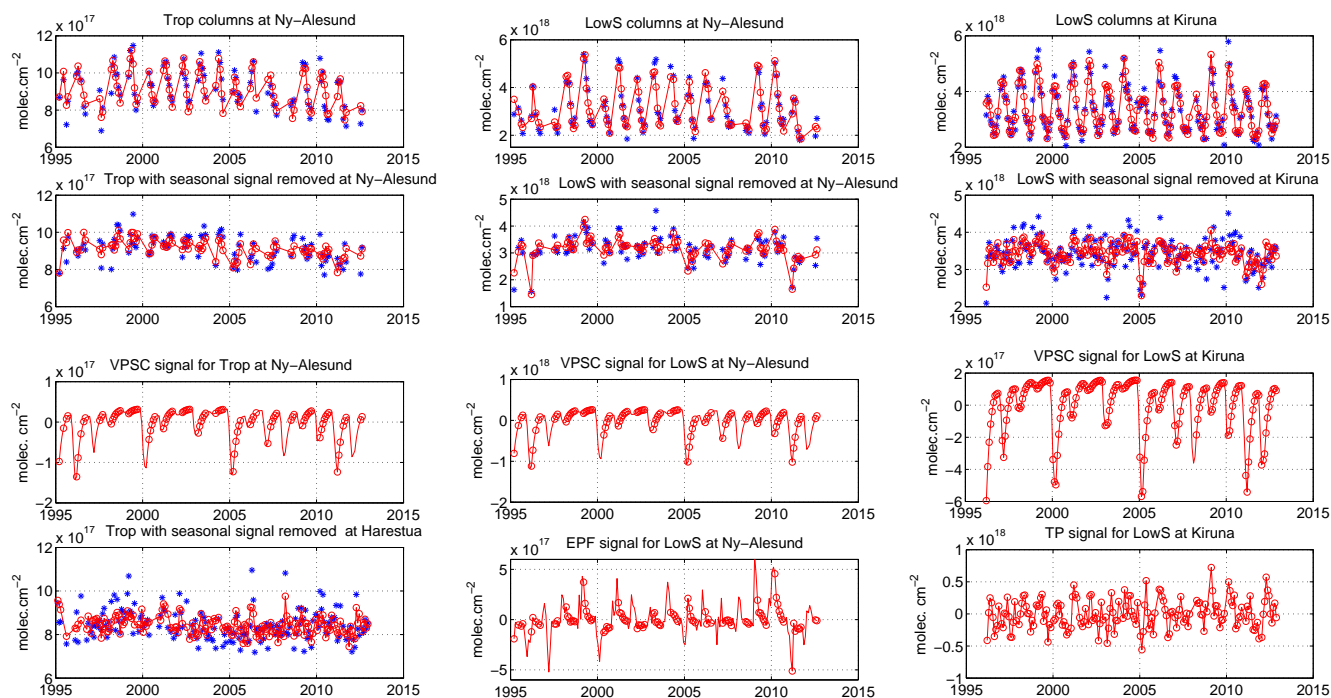 Trop columns at Ny−Alesund
x 10^17
molec.cm−2
12
10
8
6
1995 2000 2005 2010 2015
LowS columns at Ny−Alesund
x 10^18
molec.cm−2
6
4
2
1995 2000 2005 2010 2015
LowS columns at Kiruna
x 10^18
molec.cm−2
6
4
2
1995 2000 2005 2010 2015
Trop with seasonal signal removed at Ny−Alesund
x 10^17
molec.cm−2
12
10
8
6
1995 2000 2005 2010 2015
LowS with seasonal signal removed at Ny−Alesund
x 10^18
molec.cm−2
5
4
3
2
1
1995 2000 2005 2010 2015
LowS with seasonal signal removed at Kiruna
x 10^18
molec.cm−2
5
4
3
2
1995 2000 2005 2010 2015
VPSC signal for Trop at Ny−Alesund
x 10^17
molec.cm−2
1
0
−1
−2
1995 2000 2005 2010 2015
VPSC signal for LowS at Ny−Alesund
x 10^18
molec.cm−2
1
0
−1
−2
1995 2000 2005 2010 2015
VPSC signal for LowS at Kiruna
x 10^17
molec.cm−2
2
0
−2
−4
−6
1995 2000 2005 2010 2015
Trop with seasonal signal removed at Harestua
x 10^17
molec.cm−2
12
10
8
6
1995 2000 2005 2010 2015
EPF signal for LowS at Ny−Alesund
x 10^17
molec.cm−2
5
0
−5
1995 2000 2005 2010 2015
TP signal for LowS at Kiruna
x 10^18
molec. cm−2
1
0.5
0
−0.5
−1
1995 2000 2005 2010 2015